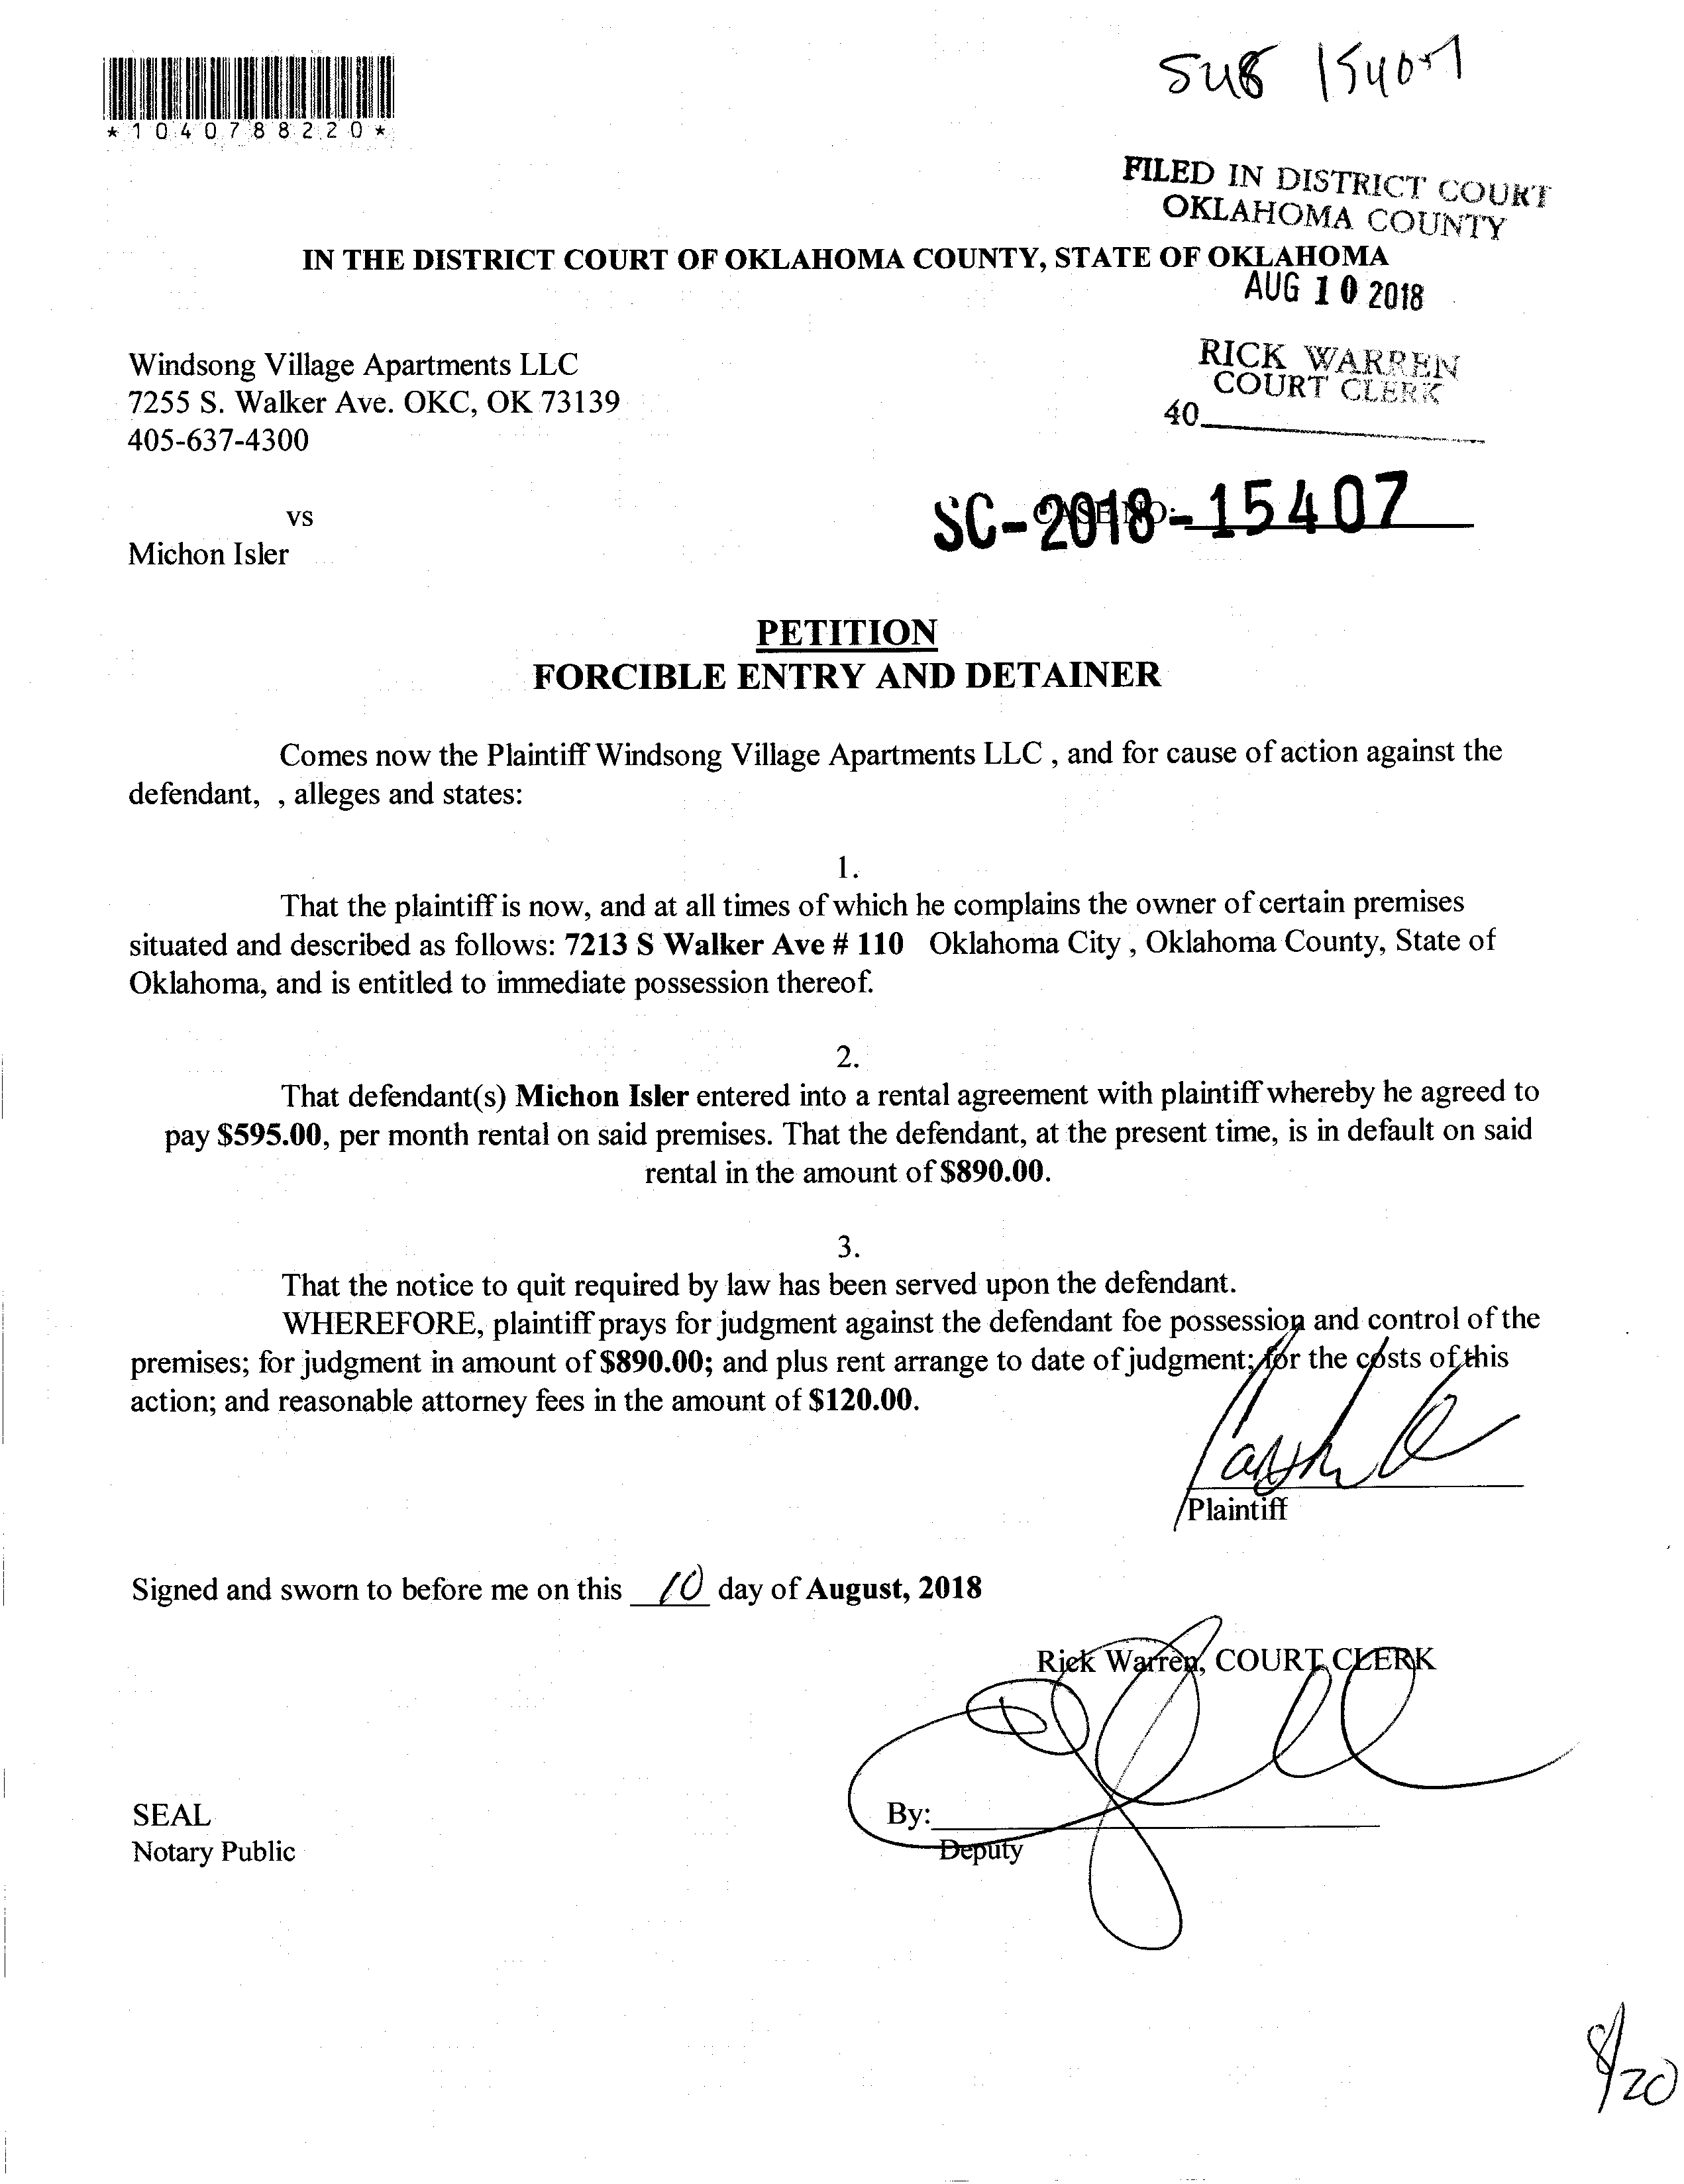 *1040788220*
FILED IN DISTRICT COURT
OKLAHOMA COUNTY
IN THE DISTRICT COURT OF OKLAHOMA COUNTY, STATE OF OKLAHOMA
AUG 10 2018
Windsong Village Apartments LLC
7255 S. Walker Ave. OKC, OK 73139
405-637-4300
RICK WARREN
COURT CLERK
40
CASE NO:
SC-2018-15407
vs
Michon Isler
PETITION
FORCIBLE ENTRY AND DETAINER
Comes now the Plaintiff Windsong Village Apartments LLC , and for cause of action against the
defendant, , alleges and states:
1.
That the plaintiff is now, and at all times of which he complains the owner of certain premises
situated and described as follows: 7213 S Walker Ave # 110 Oklahoma City , Oklahoma County, State of
Oklahoma, and is entitled to immediate possession thereof.
2.
That defendant(s) Michon Isler entered into a rental agreement with plaintiff whereby he agreed to
pay $595.00, per month rental on said premises. That the defendant, at the present time, is in default on said
rental in the amount of $890.00.
3.
That the notice to quit required by law has been served upon the defendant.
WHEREFORE, plaintiff prays for judgment against the defendant foe possession and control of the
premises; for judgment in amount of $890.00; and plus rent arrange to date of judgment; for the costs of this
action; and reasonable attorney fees in the amount of $120.00.
Plaintiff
Signed and sworn to before me on this 10 day of August, 2018
Rick Warren, COURT CLERK
SEAL
Notary Public
By:
Deputy
8/20